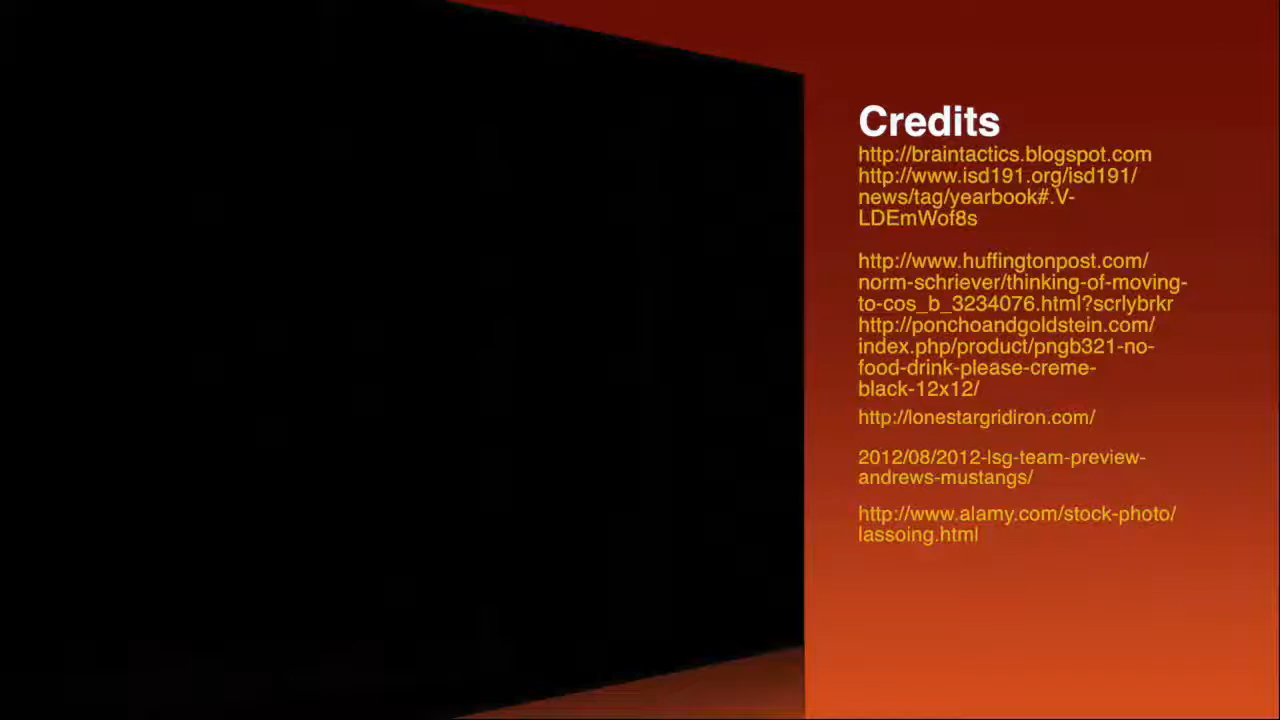 Credits
http://braintactics.blogspot.com
http://www.isd191.org/isd191/
news/tag/yearbook#.V-
LDEmWof8s
http://www.huffingtonpost.com/
norm-schriever/thinking-of-moving-
to-cos_b_3234076.html?scrlybrkr
http://ponchoandgoldstein.com/
index.php/product/pngb321-no-
food-drink-please-creme-
black-12x12/
http://lonestargridiron.com/
2012/08/2012-lsg-team-preview-
andrews-mustangs/
http://www.alamy.com/stock-photo/
lassoing.html